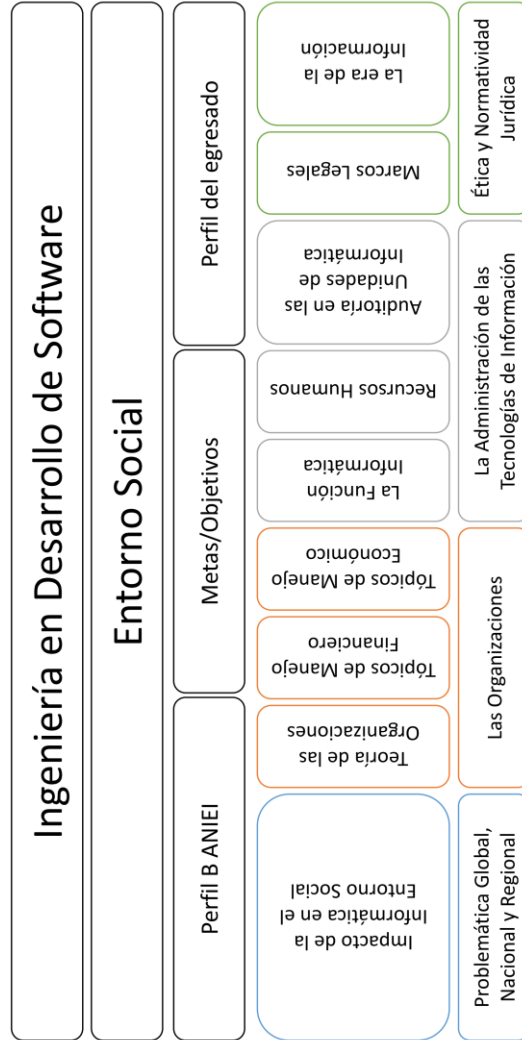 Ingeniería en Desarrollo de Software
Entorno Social
Perfil B ANIEI
Metas/Objetivos
Perfil del egresado
Impacto de la
Informática en el
Entorno Social
Teoría de las
Organizaciones
Tópicos de Manejo
Financiero
Tópicos de Manejo
Económico
La Función
Informática
Recursos Humanos
Auditoría en las
Unidades de
Informática
Marcos Legales
La era de la
Información
Problemática Global,
Nacional y Regional
Las Organizaciones
La Administración de las
Tecnologías de Información
Ética y Normatividad
Jurídica